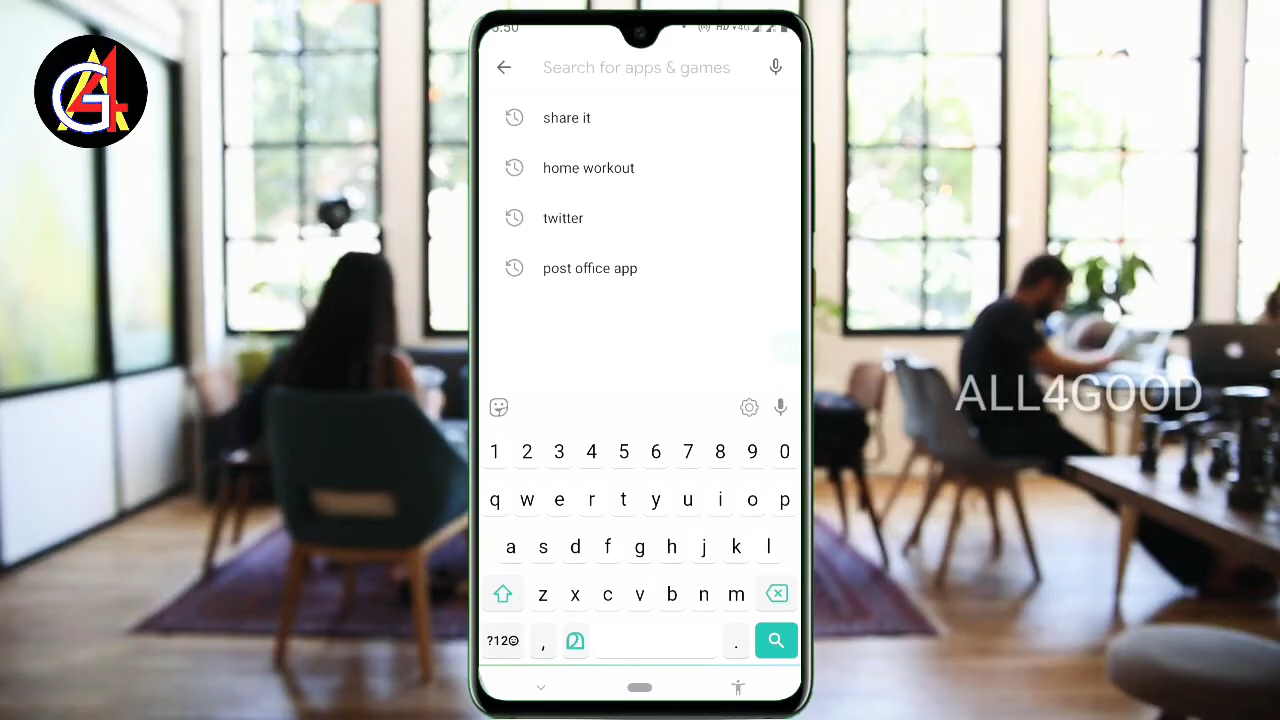 Search for apps & games
share it
home workout
twitter
post office app
ALL4GOOD
1 2 3 4 5 6 7 8 9 0
q w e r t y u i o p
a s d f g h j k l
z x c v b n m
?12☺ , മ .